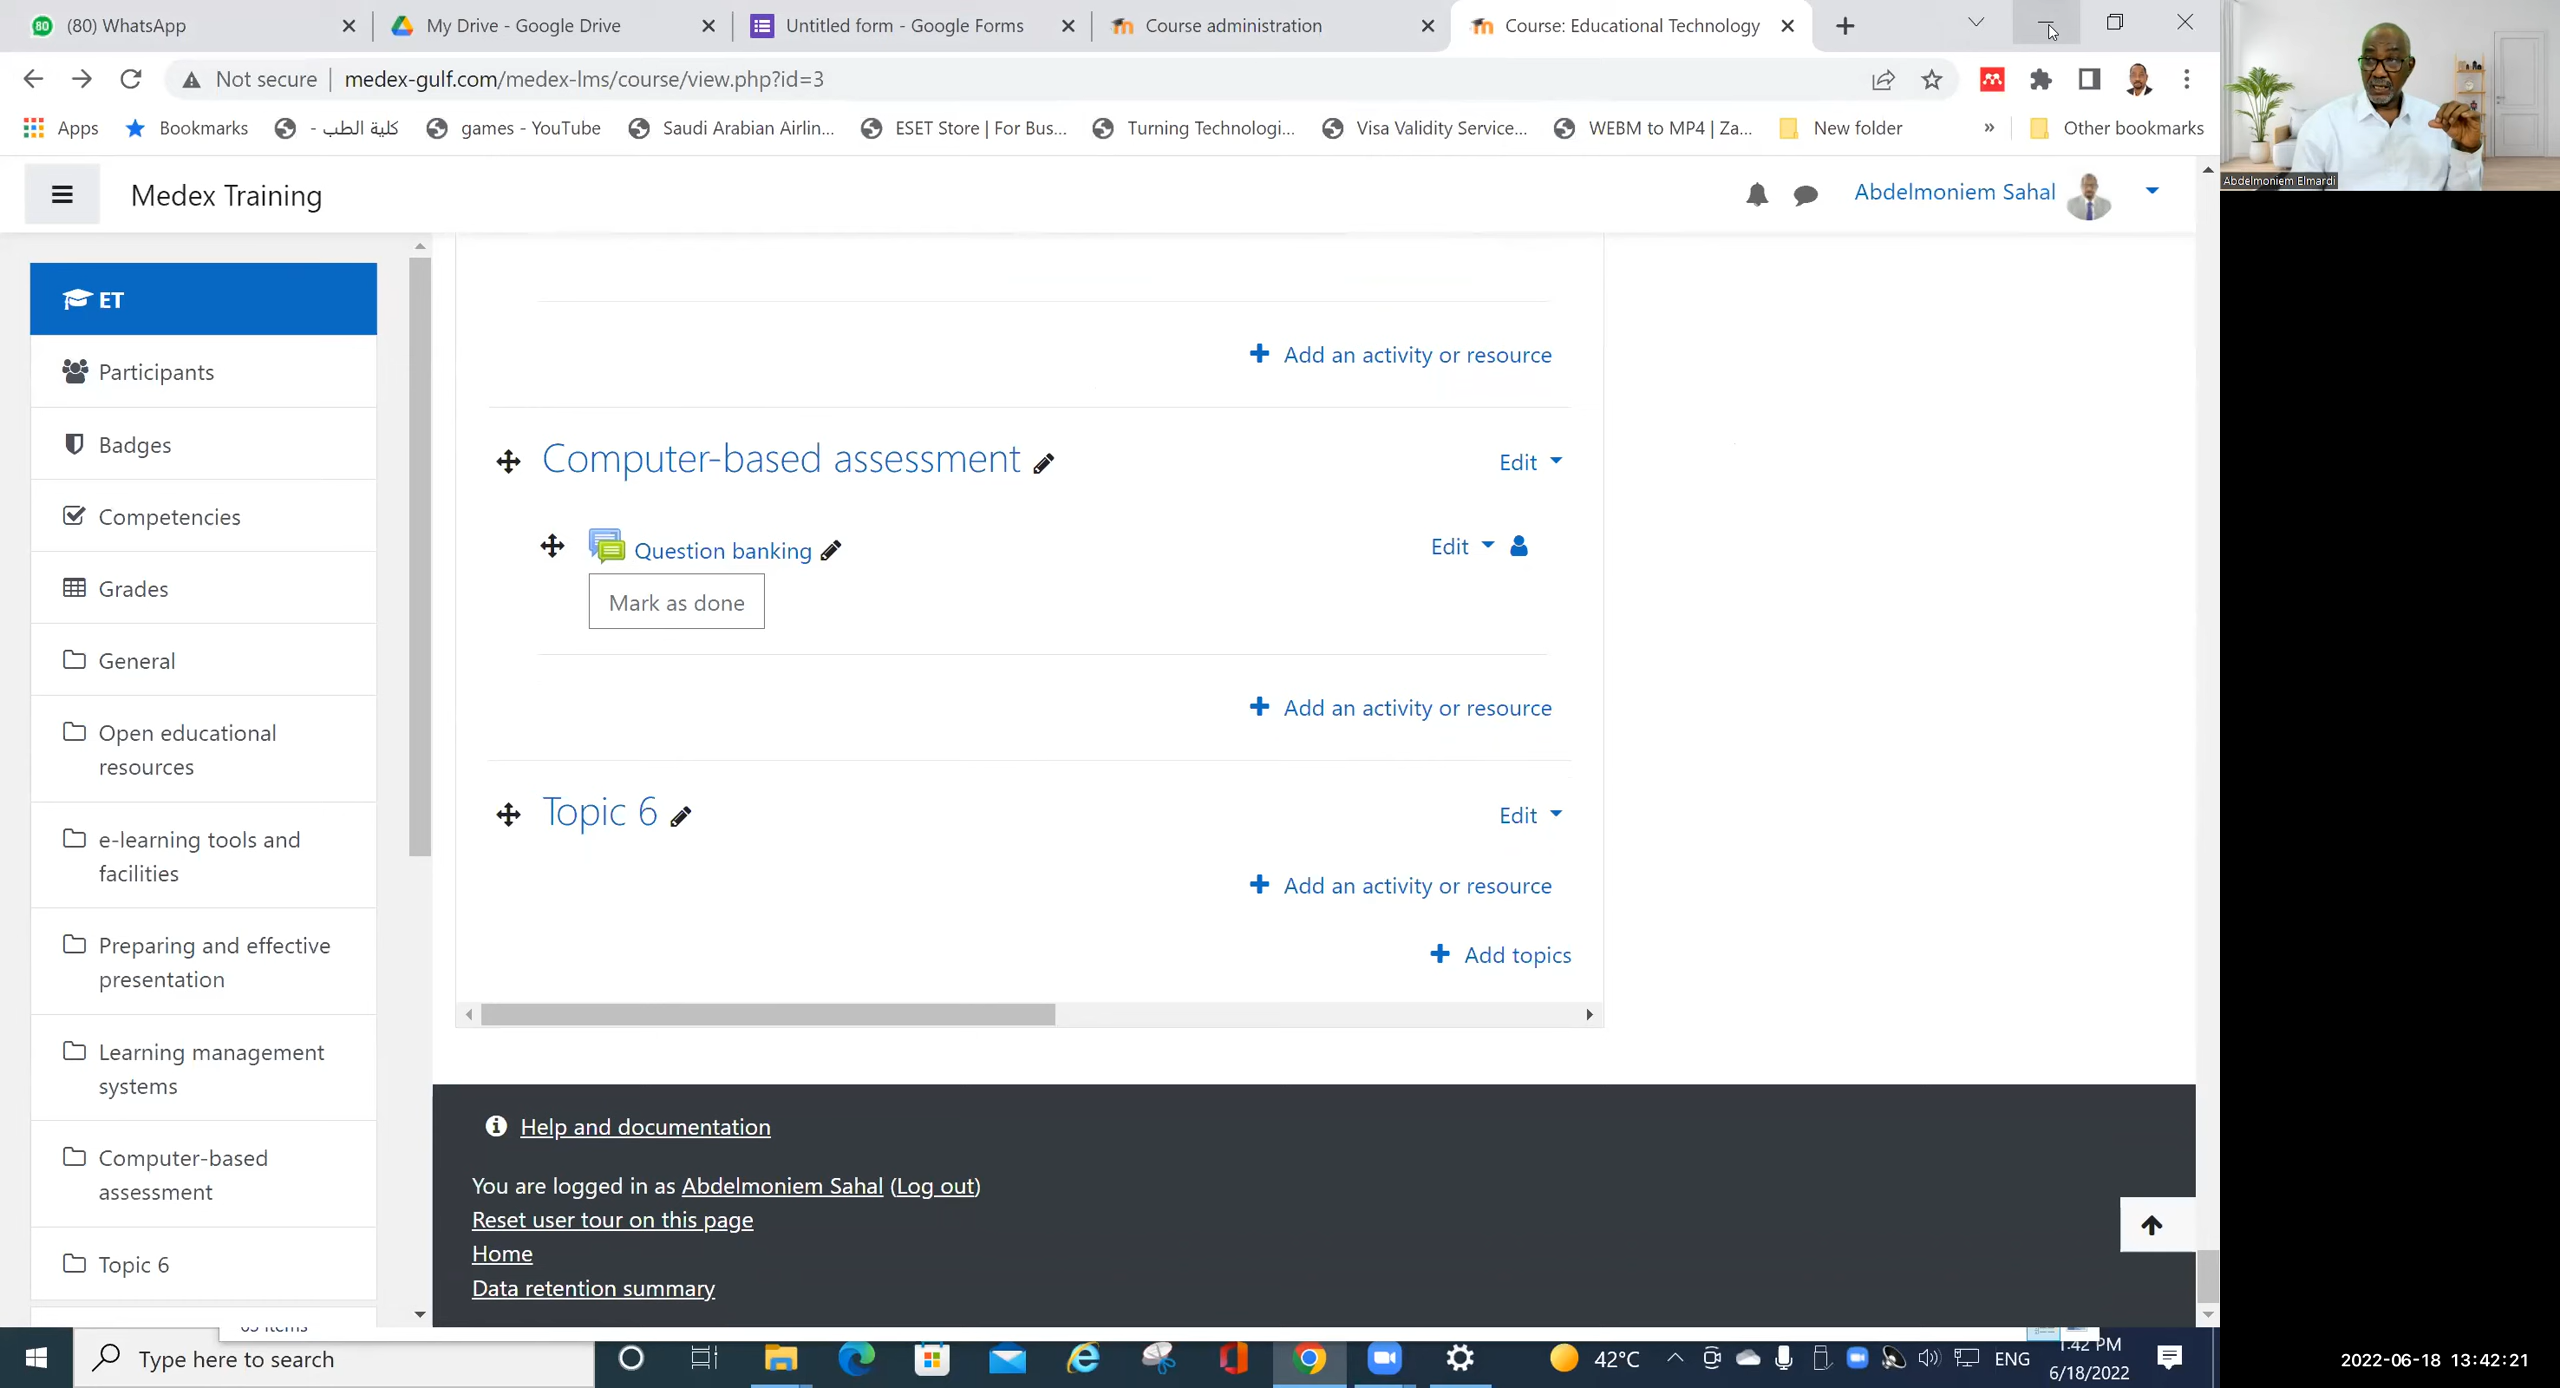 80 (80) WhatsApp
My Drive - Google Drive
Untitled form - Google Forms
Course administration
Course: Educational Technology
Not secure
medex-gulf.com/medex-lms/course/view.php?id=3
Apps
Bookmarks
كلية الطب -
games - YouTube
Saudi Arabian Airlin...
ESET Store | For Bus...
Turning Technologi...
Visa Validity Service...
WEBM to MP4 | Za...
New folder
»
Other bookmarks
Abdelmoniem Elmardi
Medex Training
Abdelmoniem Sahal
ET
Participants
Badges
Competencies
Grades
General
Open educational
resources
e-learning tools and
facilities
Preparing and effective
presentation
Learning management
systems
Computer-based
assessment
Topic 6
Add an activity or resource
Computer-based assessment
Edit
Question banking
Edit
Mark as done
Add an activity or resource
Topic 6
Edit
Add an activity or resource
Add topics
Help and documentation
You are logged in as Abdelmoniem Sahal (Log out)
Reset user tour on this page
Home
Data retention summary
Type here to search
42°C
ENG
1:42 PM
6/18/2022
2022-06-18 13:42:21